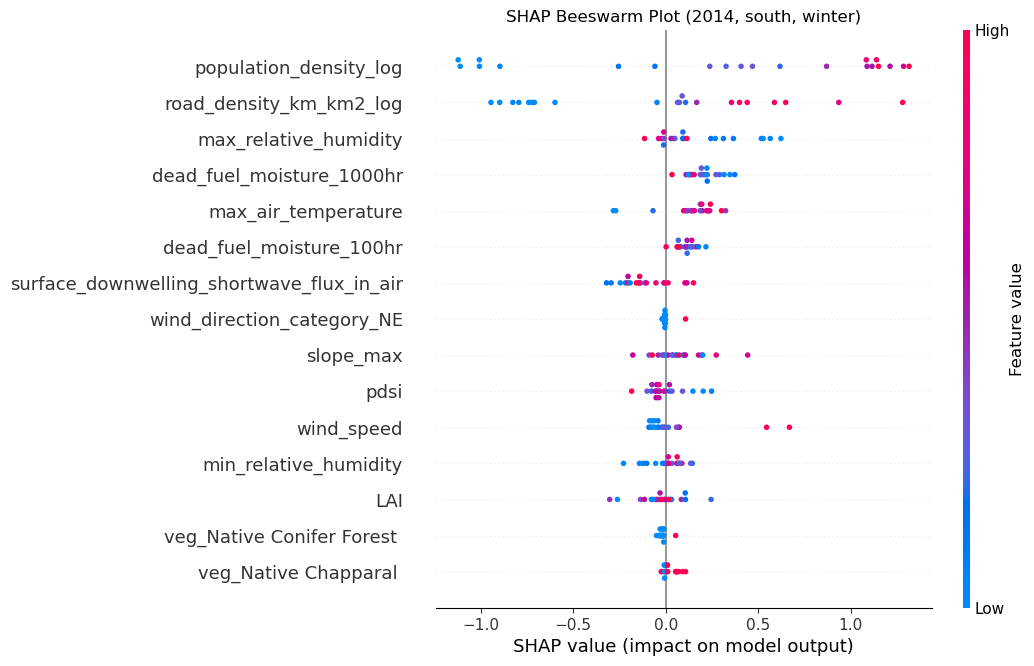 SHAP Beeswarm Plot (2014, south, winter)
High
population_density_log
road_density_km_km2_log
max_relative_humidity
dead_fuel_moisture_1000hr
max_air_temperature
dead_fuel_moisture_100hr
surface_downwelling_shortwave_flux_in_air
wind_direction_category_NE
slope_max
pdsi
wind_speed
min_relative_humidity
LAI
veg_Native Conifer Forest
veg_Native Chapparal
Feature value
Low
−1.0 −0.5 0.0 0.5 1.0
SHAP value (impact on model output)